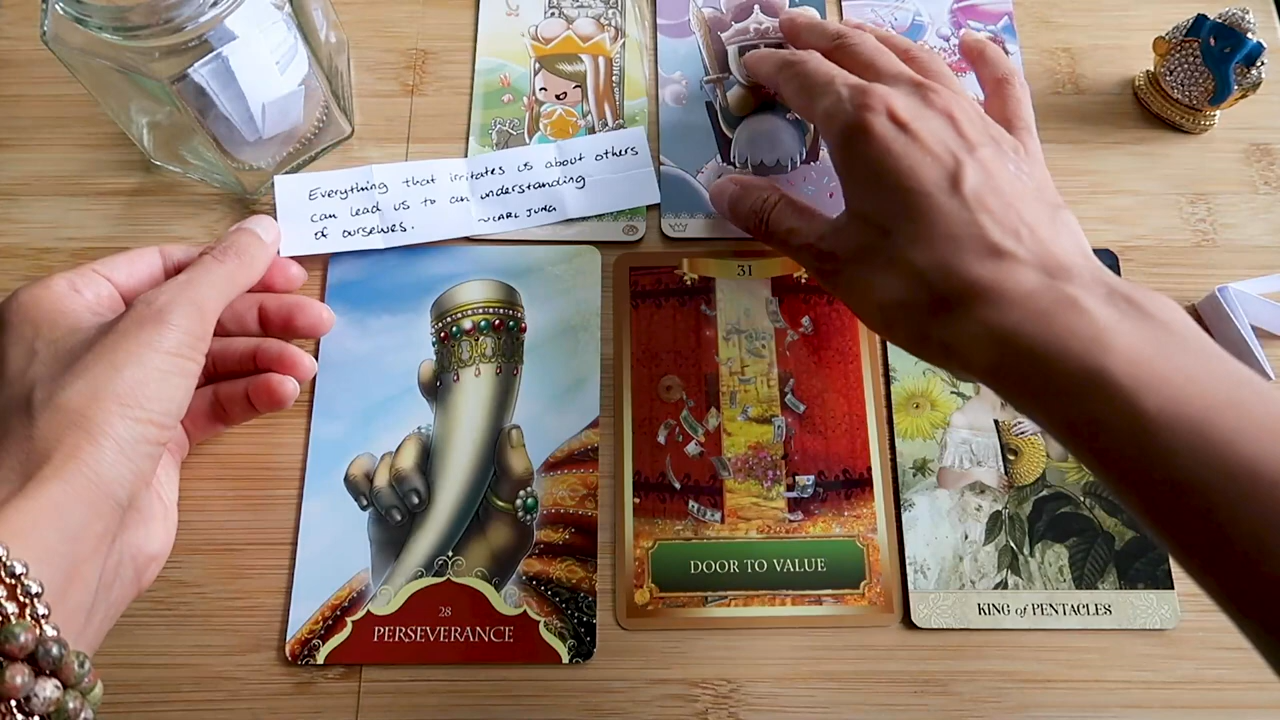 Everything that irritates us about others
can lead us to an understanding
of ourselves. ~CARL JUNG
31
DOOR TO VALUE
28
PERSEVERANCE
KING of PENTACLES